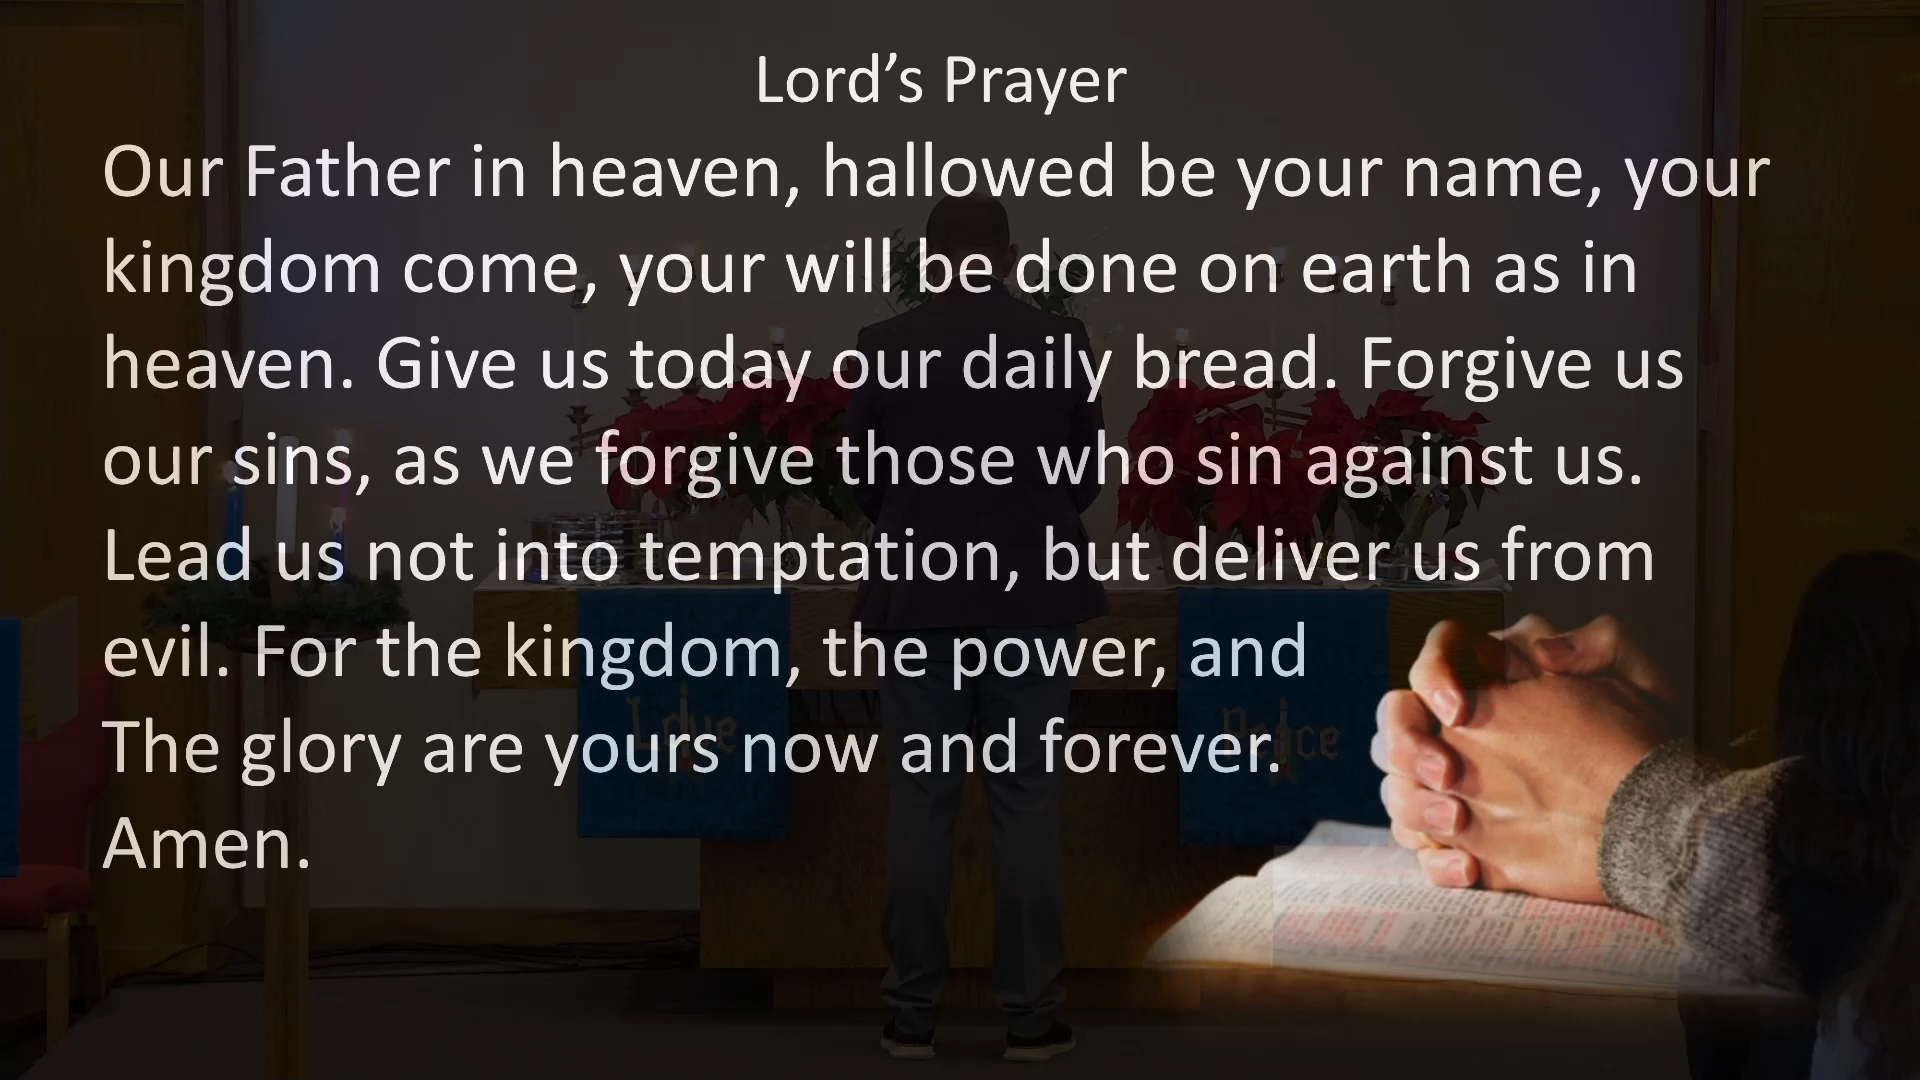 Lord’s Prayer
Our Father in heaven, hallowed be your name, your
kingdom come, your will be done on earth as in
heaven. Give us today our daily bread. Forgive us
our sins, as we forgive those who sin against us.
Lead us not into temptation, but deliver us from
evil. For the kingdom, the power, and
The glory are yours now and forever.
Amen.
Love
Peace